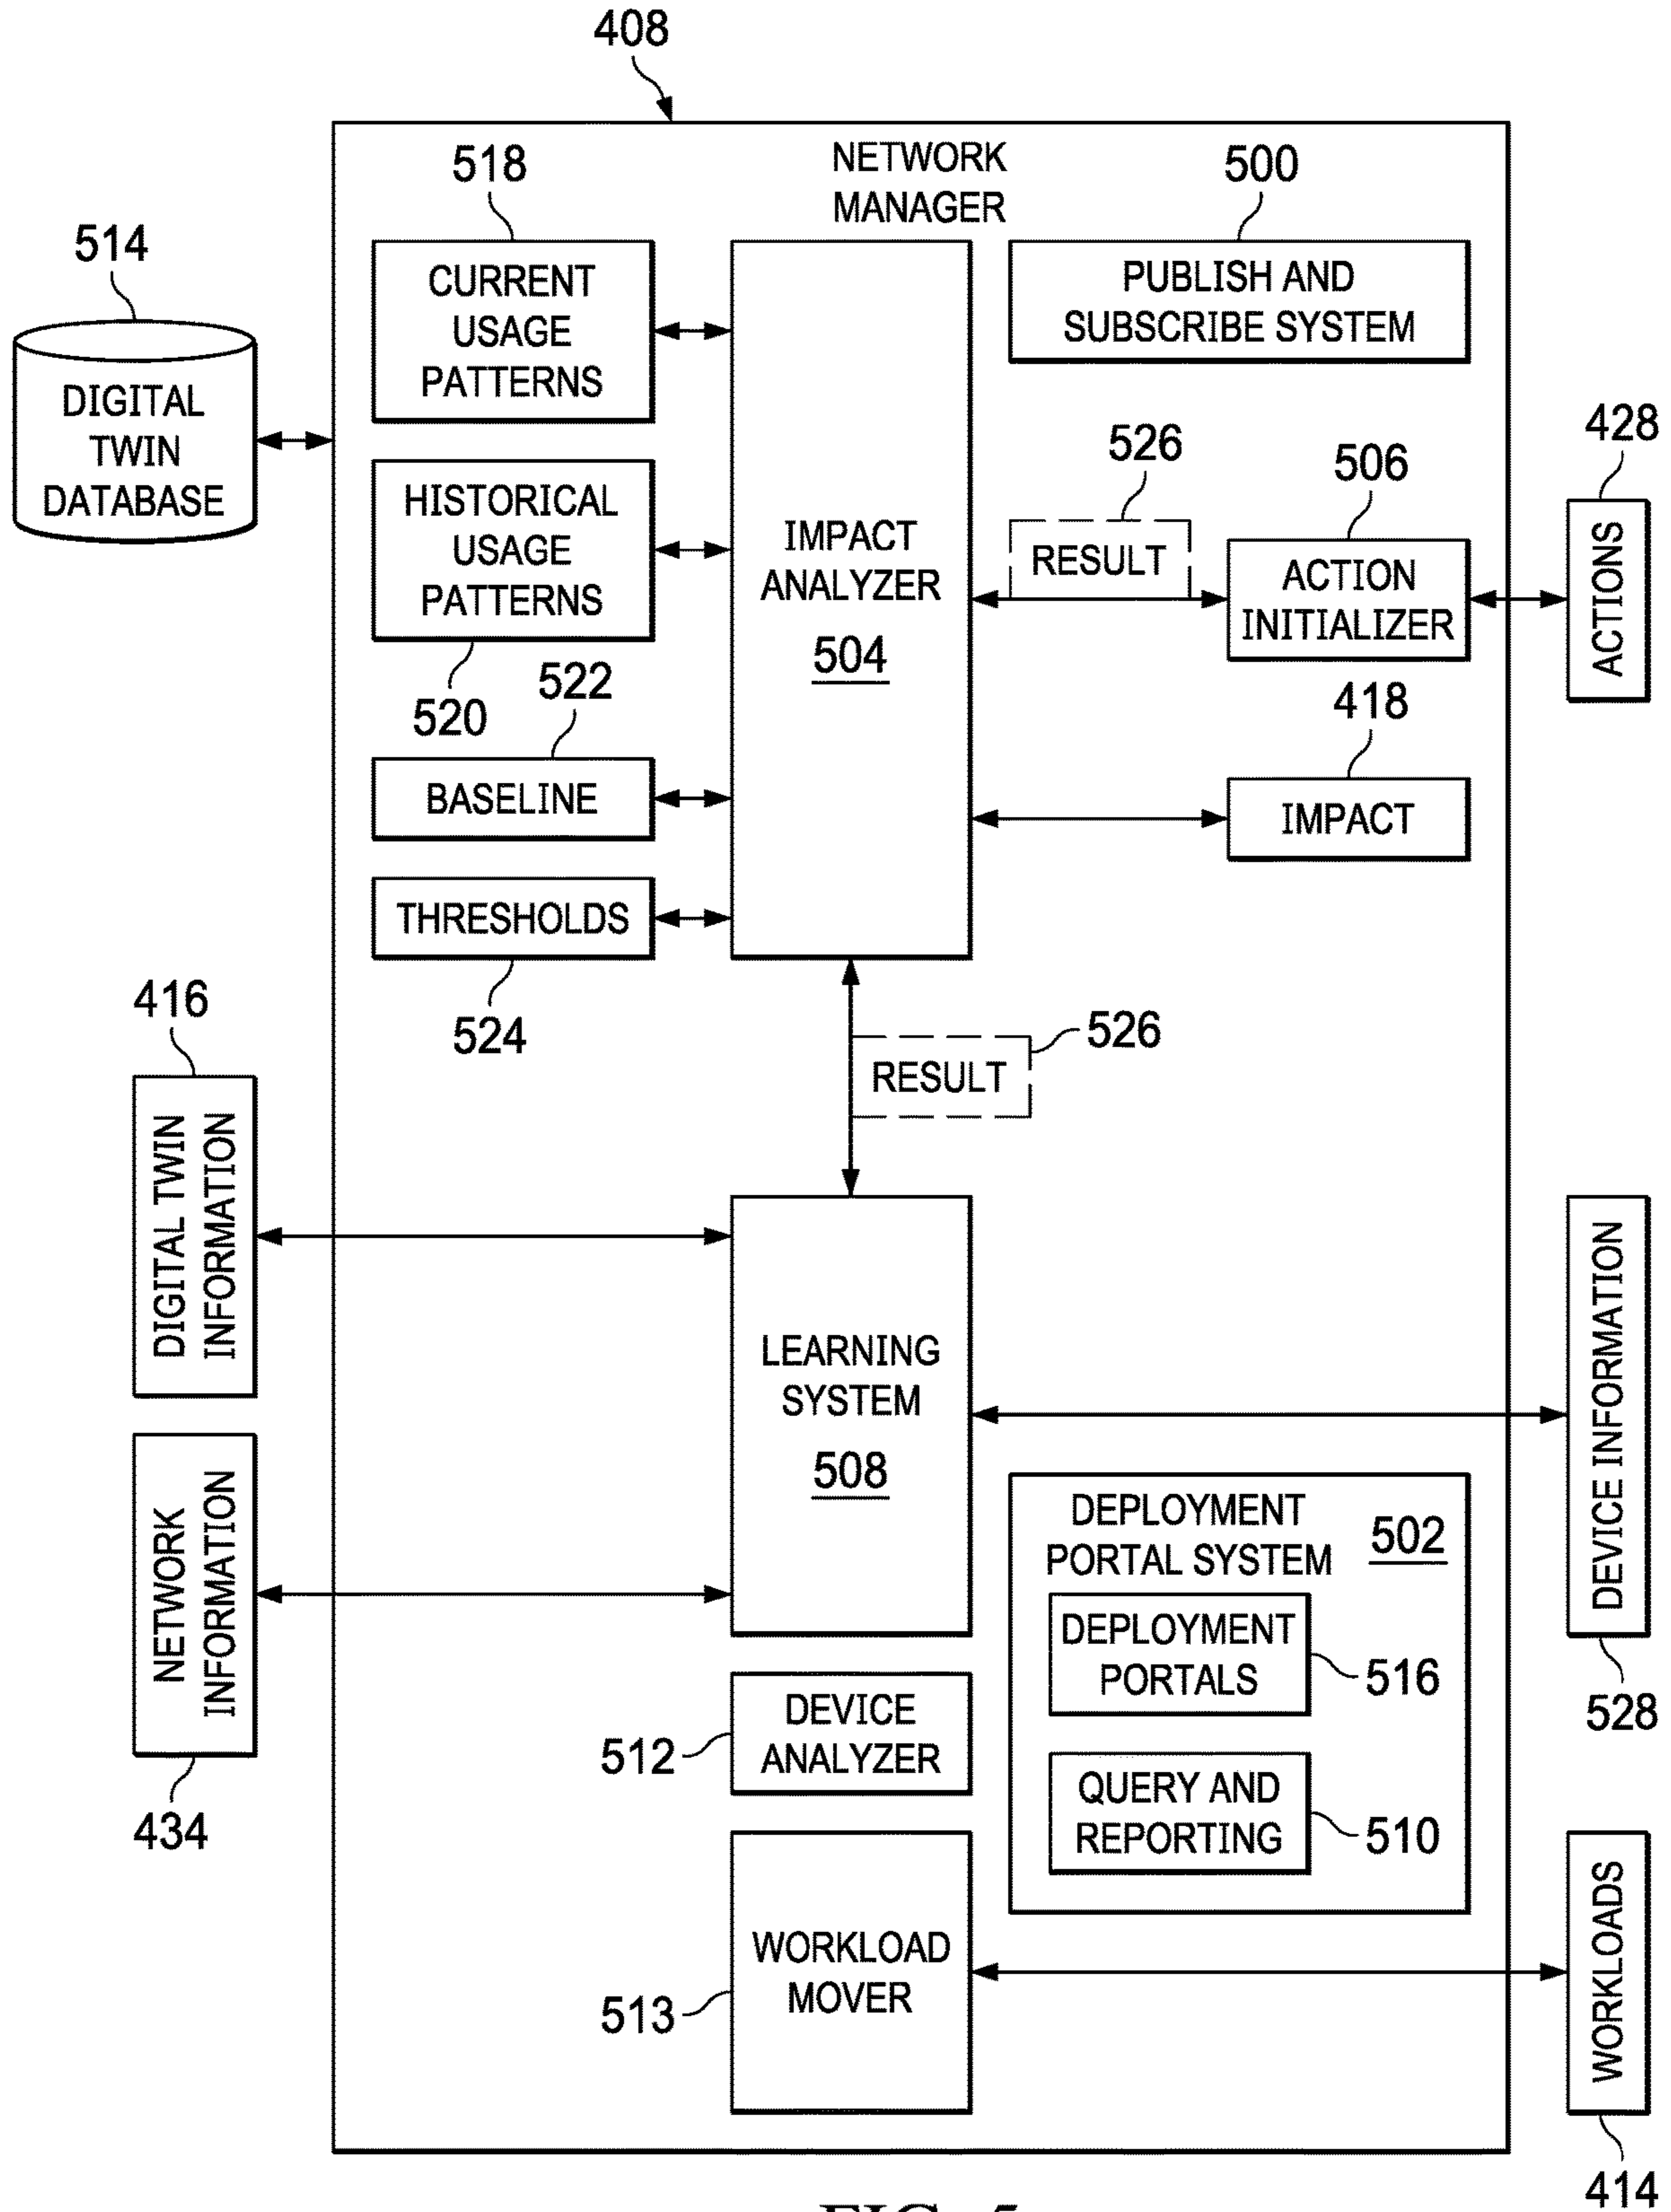 408
NETWORK
MANAGER
518
500
514
CURRENT
USAGE
PATTERNS
PUBLISH AND
SUBSCRIBE SYSTEM
DIGITAL
TWIN
DATABASE
HISTORICAL
USAGE
PATTERNS
520
IMPACT
ANALYZER
504
526
RESULT
506
ACTION
INITIALIZER
428
ACTIONS
522
BASELINE
418
IMPACT
THRESHOLDS
524
526
RESULT
416
DIGITAL TWIN
INFORMATION
LEARNING
SYSTEM
508
DEVICE INFORMATION
528
NETWORK
INFORMATION
434
DEPLOYMENT
PORTAL SYSTEM
502
DEPLOYMENT
PORTALS
516
QUERY AND
REPORTING
510
DEVICE
ANALYZER
512
WORKLOAD
MOVER
513
WORKLOADS
414
FIG. 5